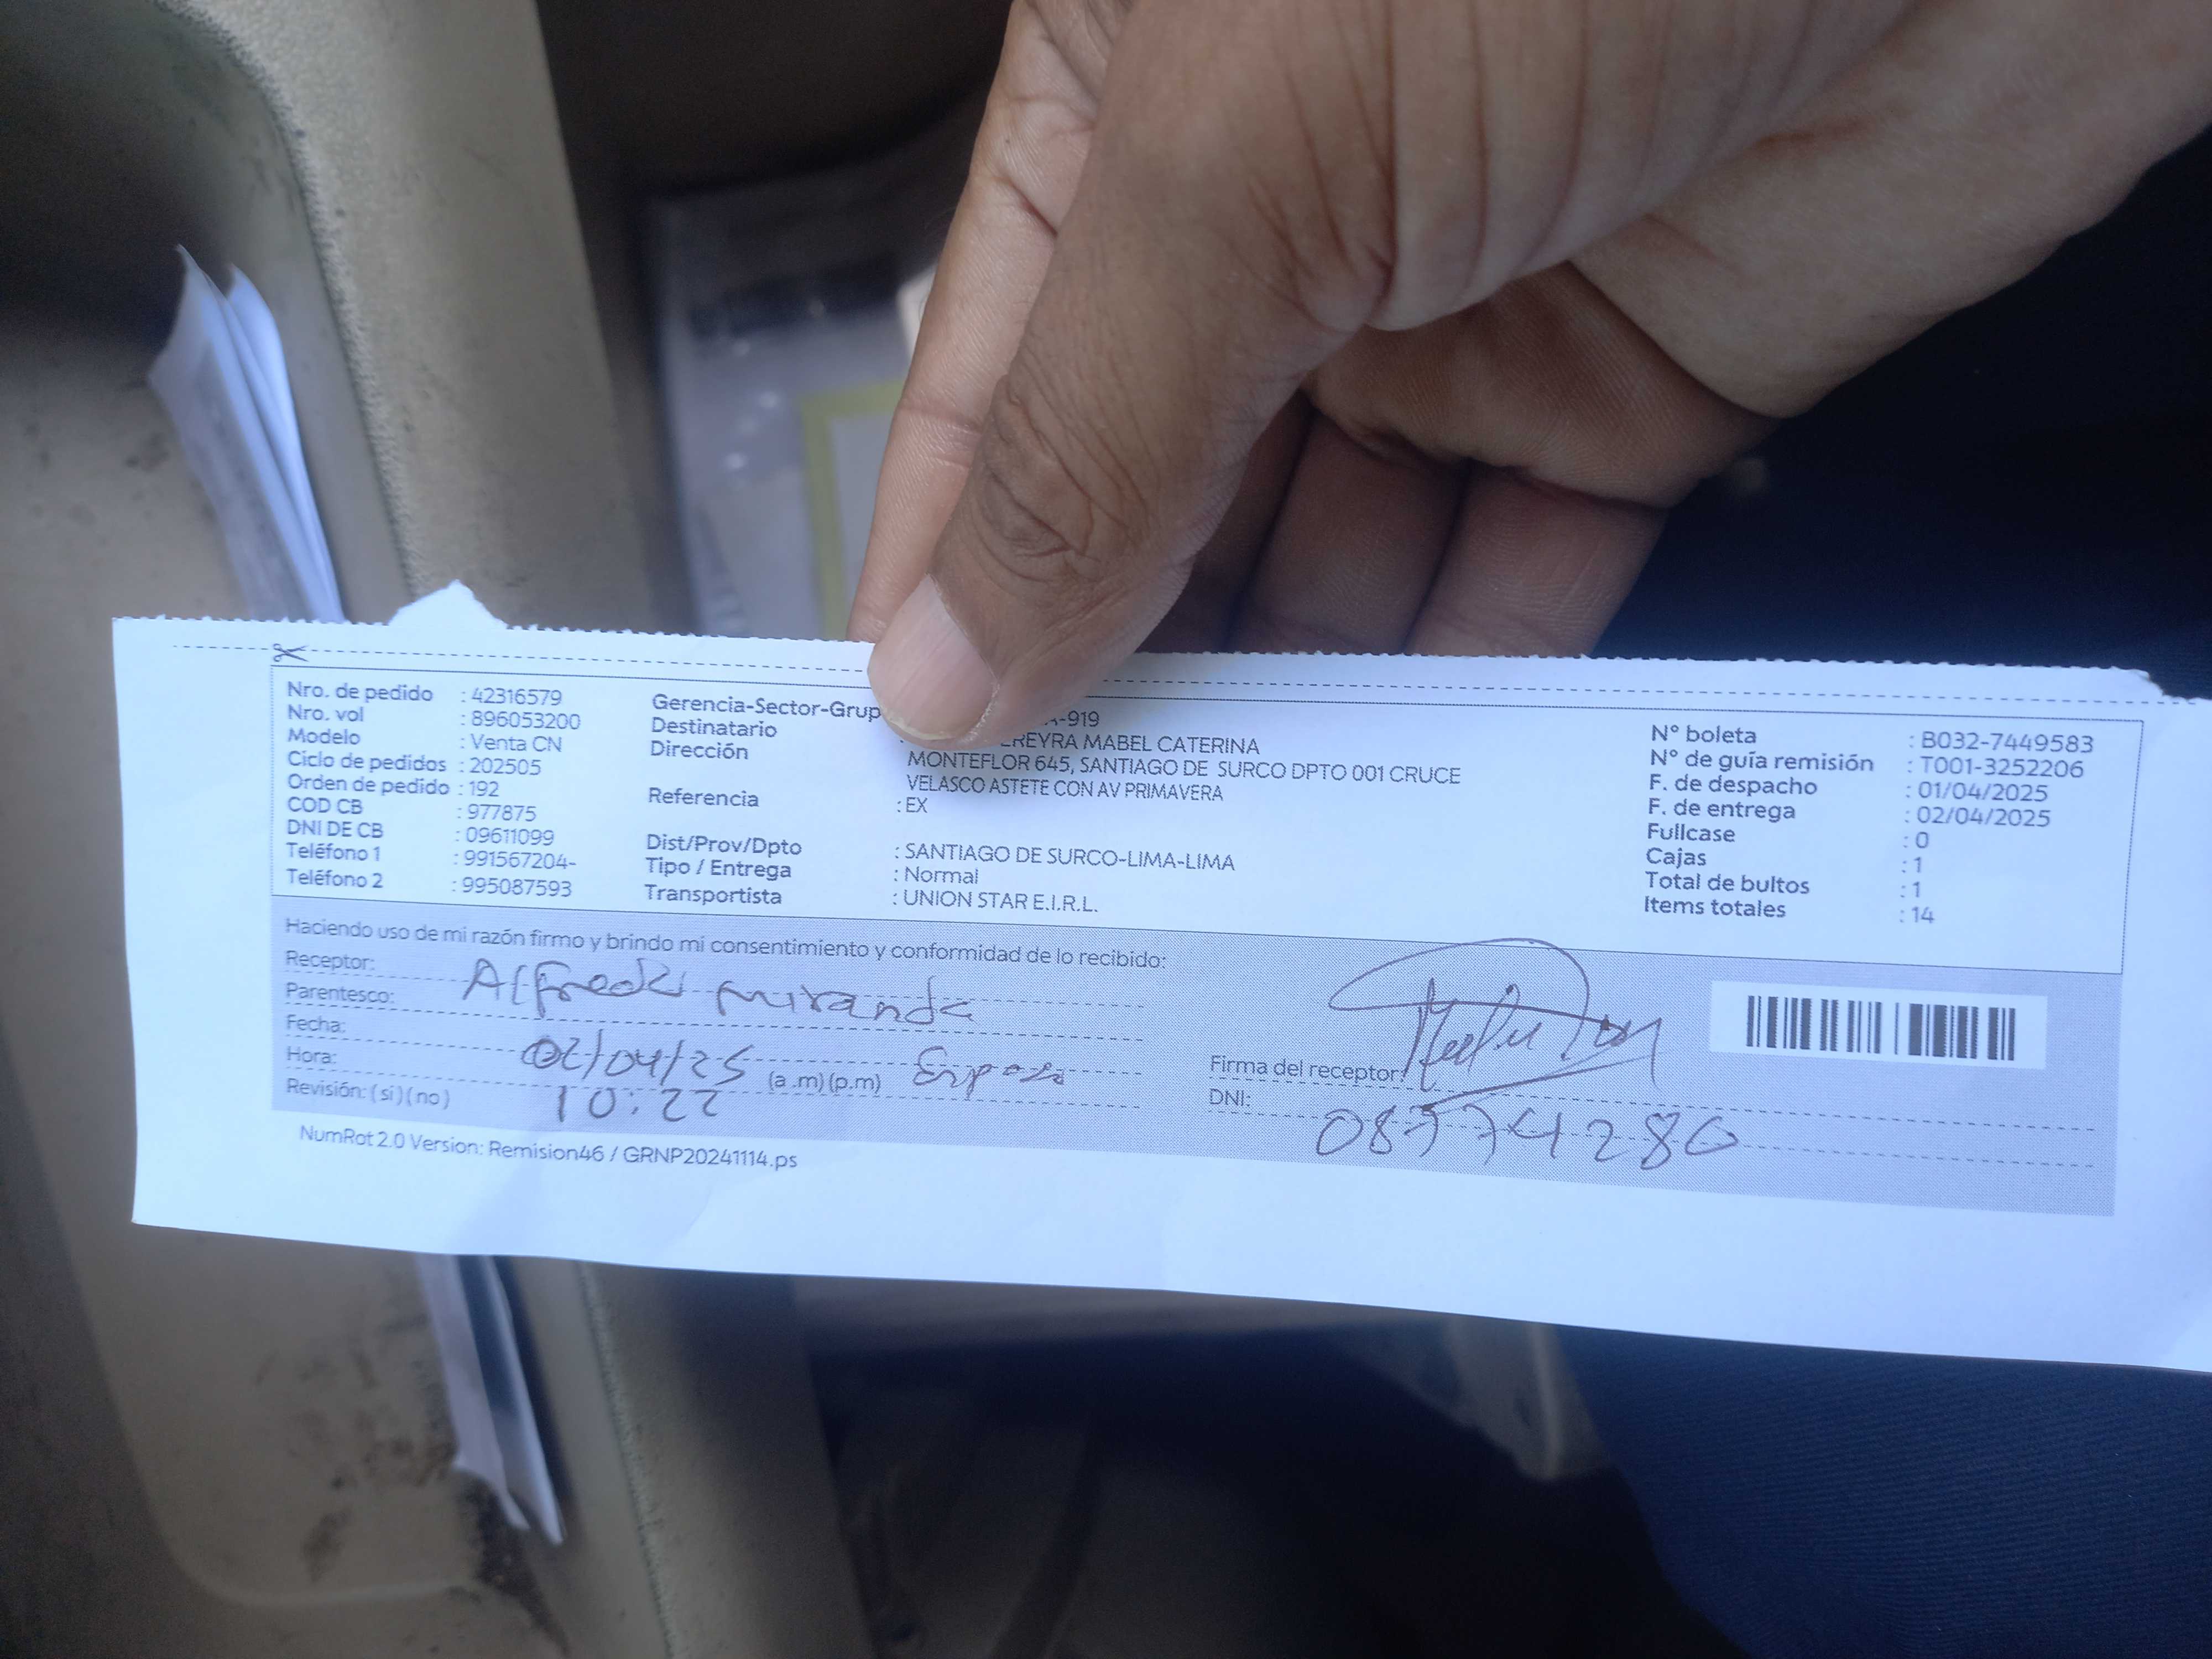 Nro. de pedido : 42316579
Nro. vol : 896053200
Modelo : Venta CN
Ciclo de pedidos : 202505
Orden de pedido : 192
COD CB : 977875
DNI DE CB : 09611099
Teléfono 1 : 991567204-
Teléfono 2 : 995087593
Gerencia-Sector-Grup -919
Destinatario MABEL CATERINA
Dirección MONTEFLOR 645, SANTIAGO DE SURCO DPTO 001 CRUCE
VELASCO ASTETE CON AV PRIMAVERA
Referencia : EX
Dist/Prov/Dpto : SANTIAGO DE SURCO-LIMA-LIMA
Tipo / Entrega : Normal
Transportista : UNION STAR E.I.R.L.
N° boleta : B032-7449583
N° de guía remisión : T001-3252206
F. de despacho : 01/04/2025
F. de entrega : 02/04/2025
Fullcase : 0
Cajas : 1
Total de bultos : 1
Items totales : 14
Haciendo uso de mi razón firmo y brindo mi consentimiento y conformidad de lo recibido:
Receptor: Alfredo Miranda
Parentesco:
Fecha: 02/04/25 (a .m) (p.m) Esposo
Hora: 10:22
Revisión: ( si ) ( no )
Firma del receptor:
DNI: 08774280
NumRot 2.0 Version: Remision46 / GRNP20241114.ps